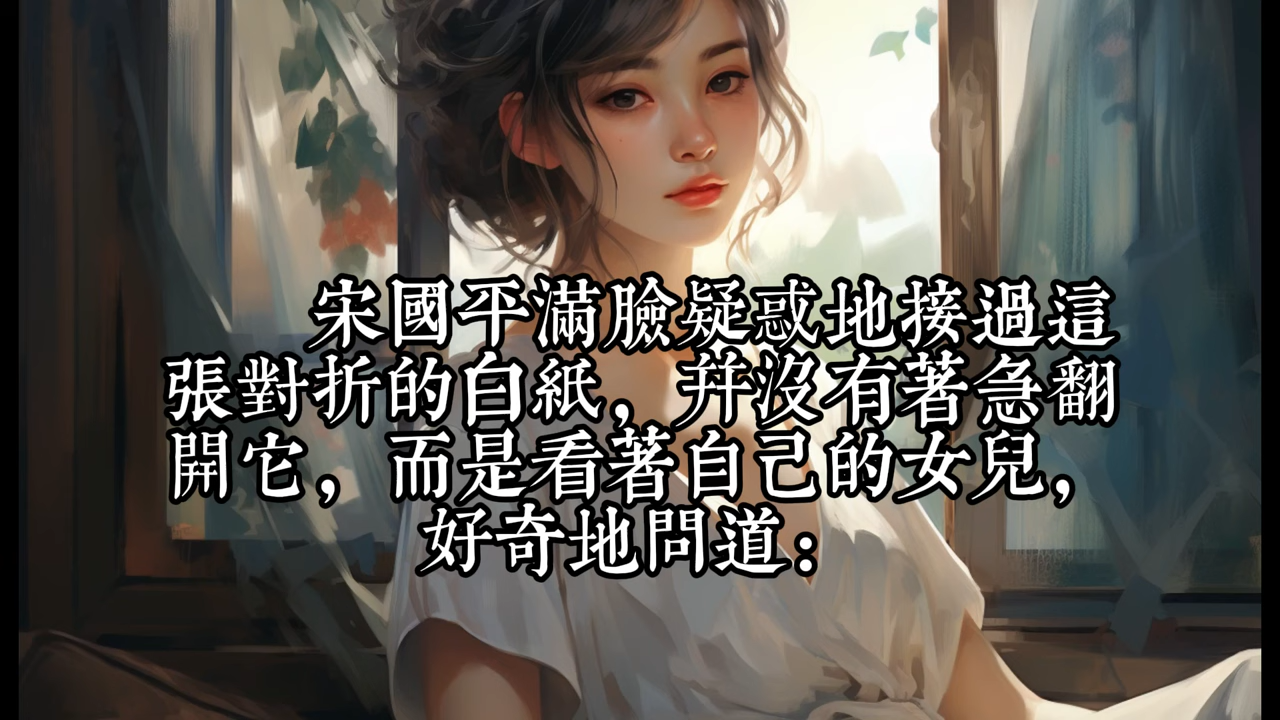 宋國平滿臉疑惑地接過這
張對折的白紙，并沒有著急翻
開它，而是看著自己的女兒，
好奇地問道：